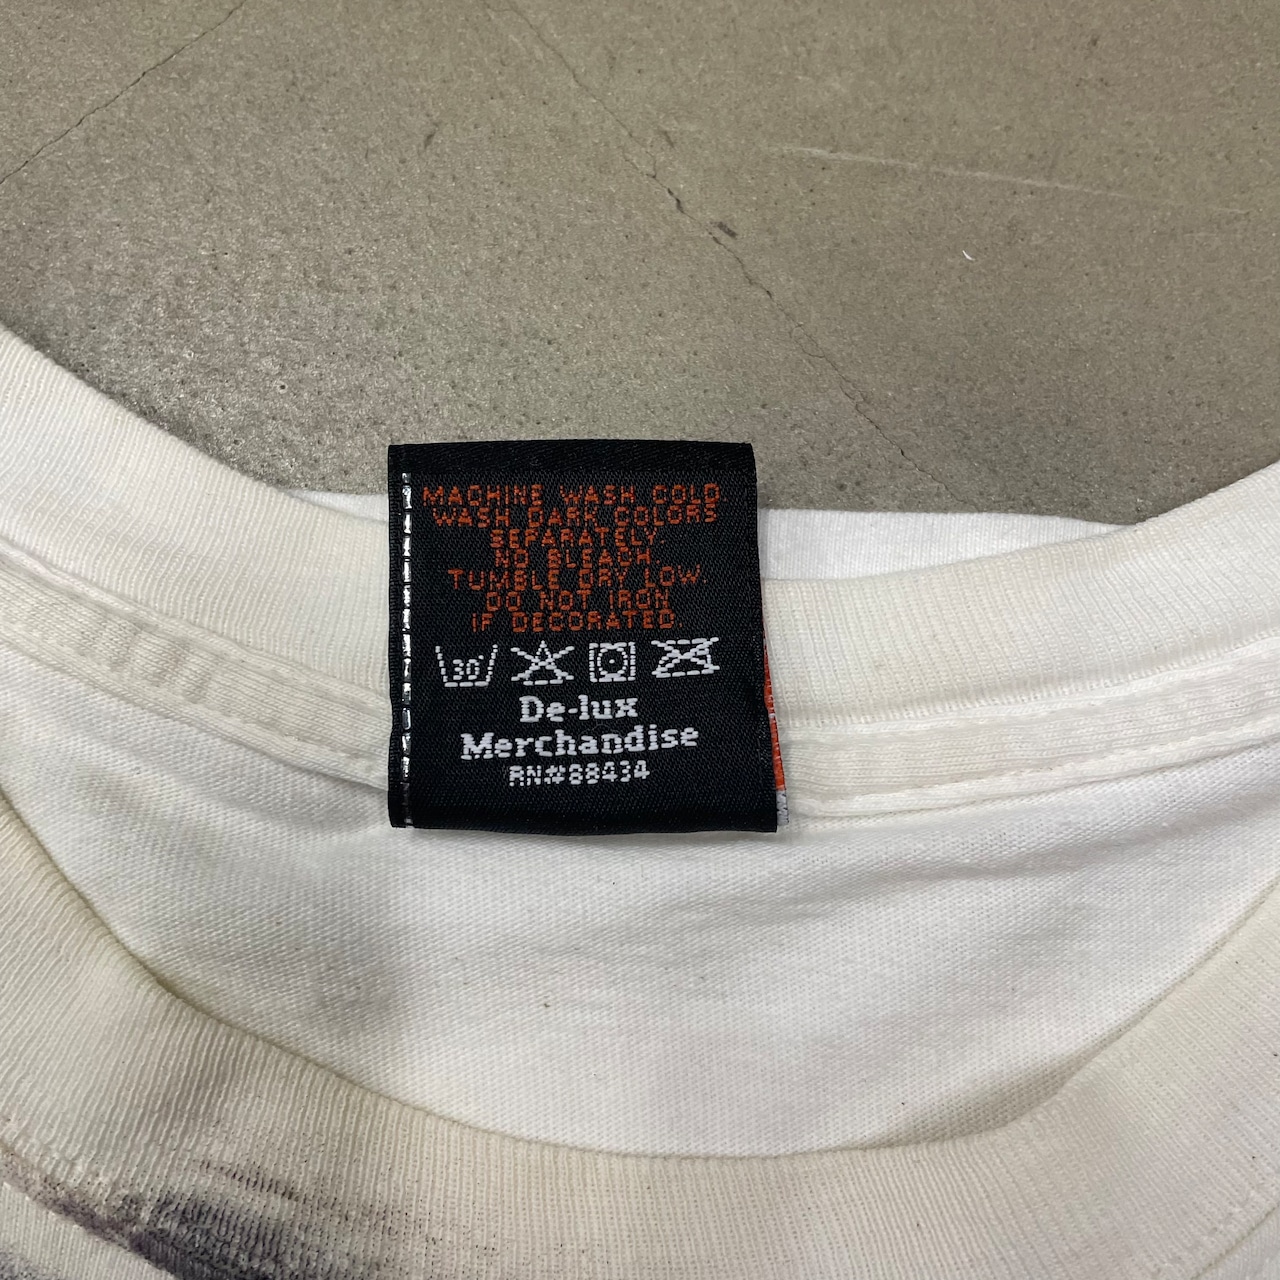 MACHINE WASH COLD
WASH DARK COLORS
SEPARATELY.
NO BLEACH.
TUMBLE DRY LOW.
DO NOT IRON
IF DECORATED
30°
De-lux
Merchandise
RN#88434